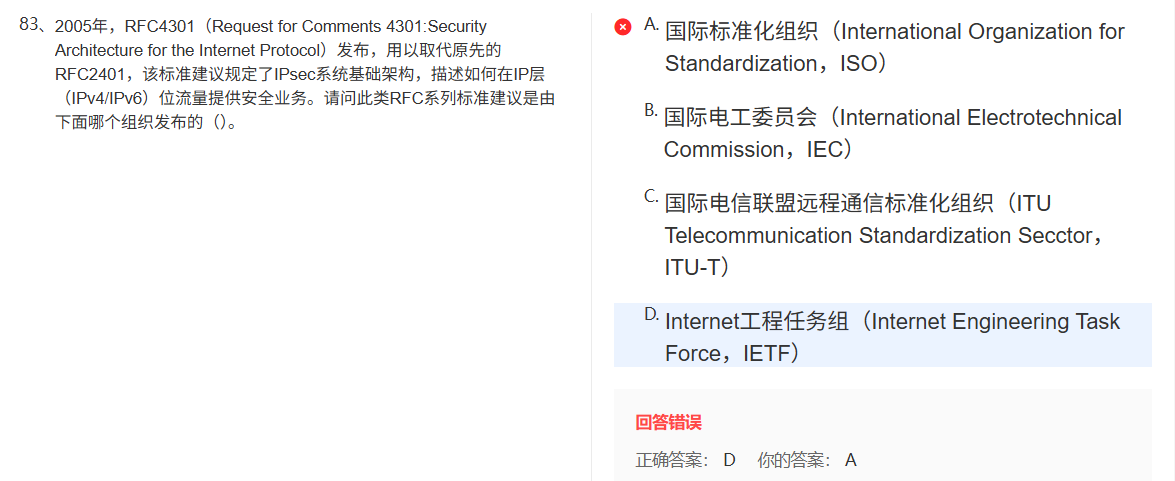 83、2005年，RFC4301（Request for Comments 4301:Security
Architecture for the Internet Protocol）发布，用以取代原先的
RFC2401，该标准建议规定了IPsec系统基础架构，描述如何在IP层
（IPv4/IPv6）位流量提供安全业务。请问此类RFC系列标准建议是由
下面哪个组织发布的（）。
A. 国际标准化组织（International Organization for
Standardization，ISO）
B. 国际电工委员会（International Electrotechnical
Commission，IEC）
C. 国际电信联盟远程通信标准化组织（ITU
Telecommunication Standardization Secctor，
ITU-T）
D. Internet工程任务组（Internet Engineering Task
Force，IETF）
回答错误
正确答案： D 你的答案： A